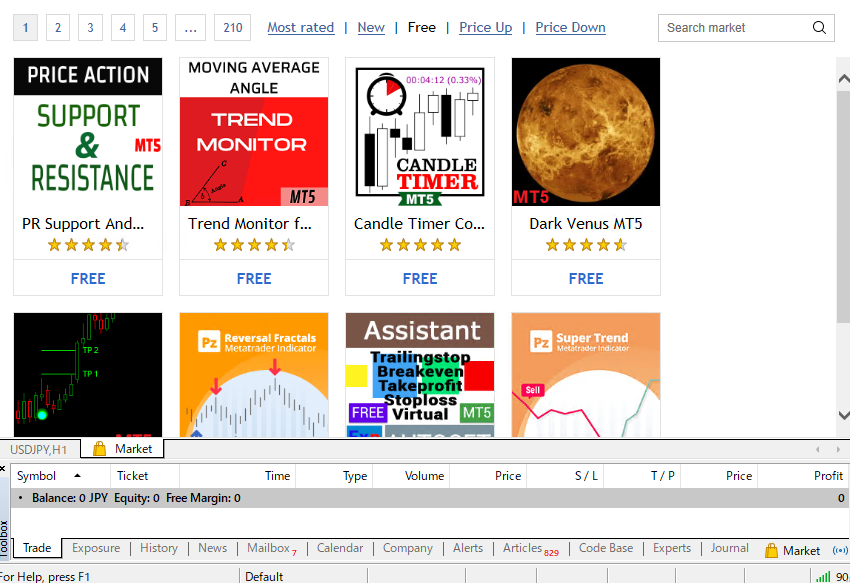 1 2 3 4 5 ... 210 Most rated | New | Free | Price Up | Price Down Search market
PRICE ACTION
SUPPORT
&
RESISTANCE
MT5
PR Support And...
FREE
MOVING AVERAGE
ANGLE
TREND
MONITOR
C
Angle
B A
MT5
Trend Monitor f...
FREE
00:04:12 (0.33%)
CANDLE
TIMER
MT5
Candle Timer Co...
FREE
MT5
Dark Venus MT5
FREE
TP 2
TP 1
Pz Reversal Fractals
Metatrader Indicator
Assistant
Trailingstop
Breakeven
Takeprofit
Stoploss
FREE Virtual MT5
Pz Super Trend
Metatrader Indicator
Sell
USDJPY,H1 Market
Symbol Ticket Time Type Volume Price S / L T / P Price Profit
• Balance: 0 JPY Equity: 0 Free Margin: 0 0
Toolbox
Trade | Exposure | History | News | Mailbox 7 | Calendar | Company | Alerts | Articles 829 | Code Base | Experts | Journal | Market
For Help, press F1 Default 90